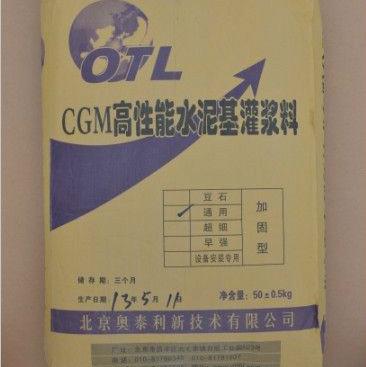 OTL
CGM高性能水泥基灌浆料
豆石
✓ 通用
超细
早强
设备安装专用
加固型
储存期：三个月
生产日期：13年5月1日
净含量：50±0.5kg
北京奥泰利新技术有限公司